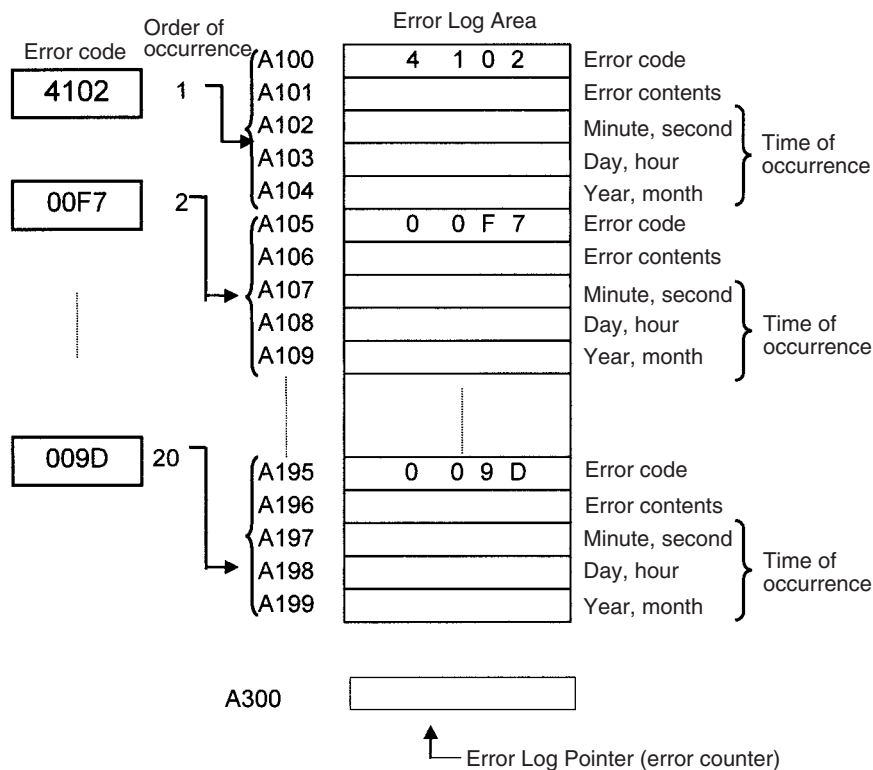 Error Log Area
Error code
Order of
occurrence
4102
1
A100
4 1 0 2
Error code
A101
Error contents
A102
Minute, second
A103
Day, hour
A104
Year, month
Time of
occurrence
00F7
2
A105
0 0 F 7
Error code
A106
Error contents
A107
Minute, second
A108
Day, hour
A109
Year, month
Time of
occurrence
009D
20
A195
0 0 9 D
Error code
A196
Error contents
A197
Minute, second
A198
Day, hour
A199
Year, month
Time of
occurrence
A300
Error Log Pointer (error counter)